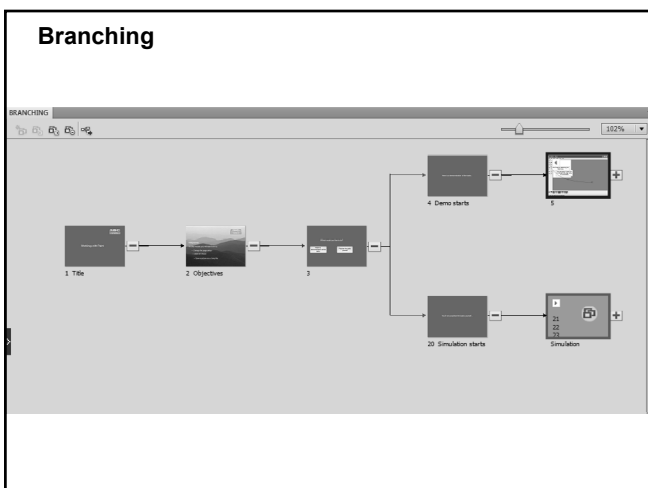 Branching
BRANCHING
102%
4 Demo starts
5
1 Title
2 Objectives
3
21
22
23
20 Simulation starts
Simulation